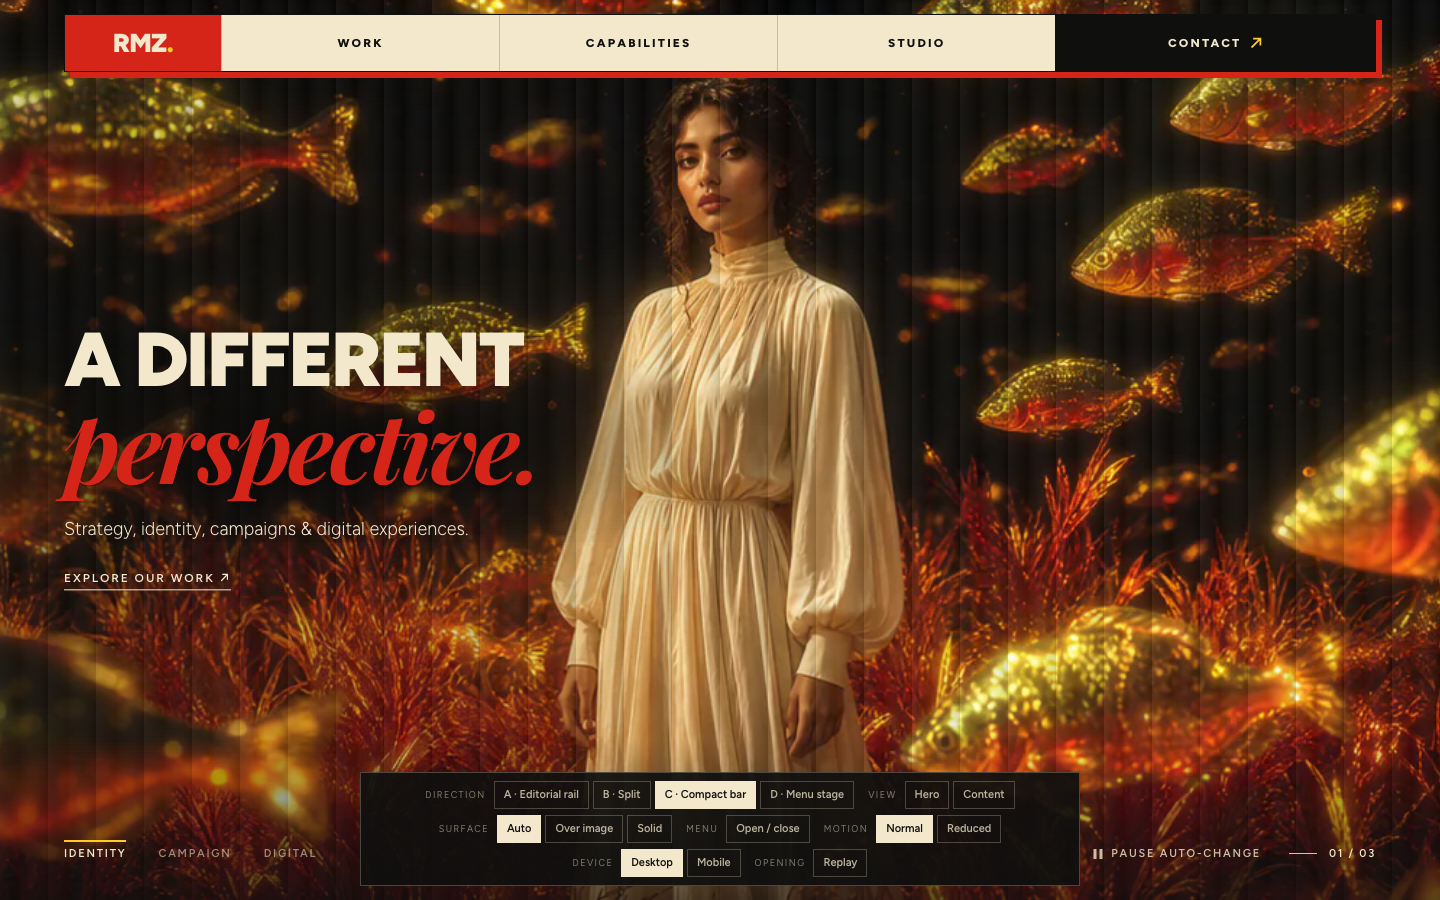 RMZ.
WORK
CAPABILITIES
STUDIO
CONTACT ↗
A DIFFERENT
perspective.
Strategy, identity, campaigns & digital experiences.
EXPLORE OUR WORK ↗
DIRECTION A · Editorial rail B · Split C · Compact bar D · Menu stage VIEW Hero Content
SURFACE Auto Over image Solid MENU Open / close MOTION Normal Reduced
DEVICE Desktop Mobile OPENING Replay
IDENTITY CAMPAIGN DIGITAL
PAUSE AUTO-CHANGE 01 / 03